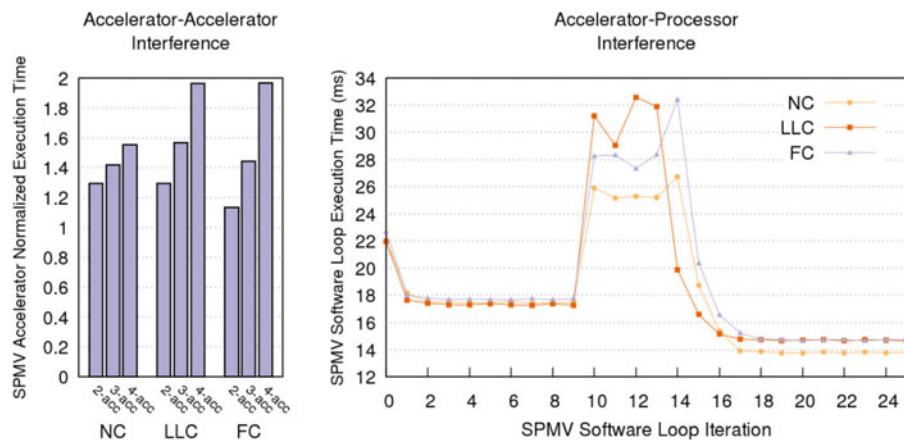 Accelerator-Accelerator
Interference
SPMV Accelerator Normalized Execution Time
2
1.8
1.6
1.4
1.2
1
0.8
0.6
0.4
0.2
0
2-acc
3-acc
4-acc
2-acc
3-acc
4-acc
2-acc
3-acc
4-acc
NC LLC FC
Accelerator-Processor
Interference
SPMV Software Loop Execution Time (ms)
34
32
30
28
26
24
22
20
18
16
14
12
NC
LLC
FC
0 2 4 6 8 10 12 14 16 18 20 22 24
SPMV Software Loop Iteration